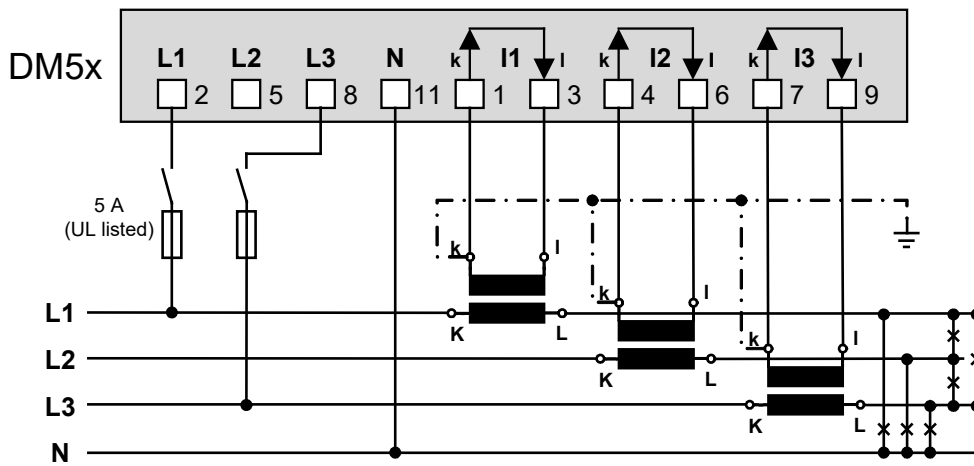 DM5x
L1 L2 L3 N k I1 l k I2 l k I3 l
2 5 8 11 1 3 4 6 7 9
5 A
(UL listed)
k l
k l
k l
L1 K L
L2 K L
L3 K L
N